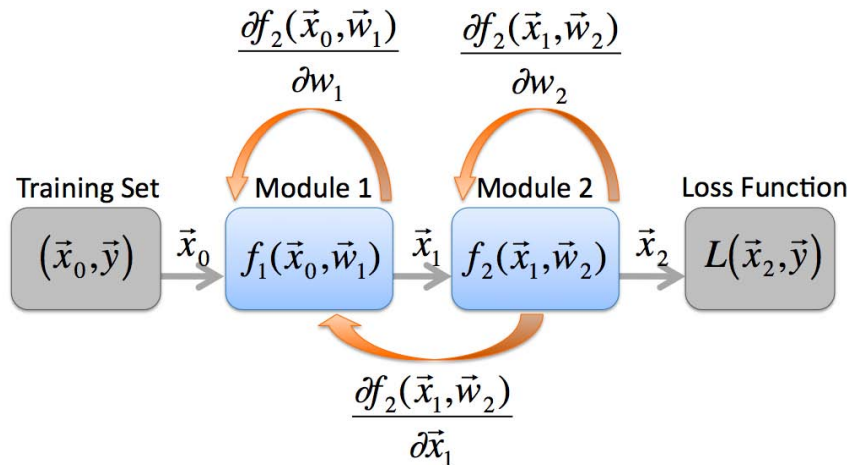 ∂f₂(x⃗₀,w⃗₁)
∂w₁
∂f₂(x⃗₁,w⃗₂)
∂w₂
Training Set
Module 1
Module 2
Loss Function
(x⃗₀,y⃗)
x⃗₀
f₁(x⃗₀,w⃗₁)
x⃗₁
f₂(x⃗₁,w⃗₂)
x⃗₂
L(x⃗₂,y⃗)
∂f₂(x⃗₁,w⃗₂)
∂x⃗₁